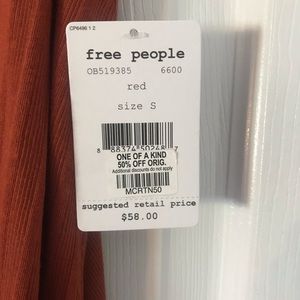 CP6486 1 2
free people
OB519385 6600
red
size S
ONE OF A KIND
50% OFF ORIG.
Additional discounts do not apply
MCRTN50
suggested retail price
$58.00